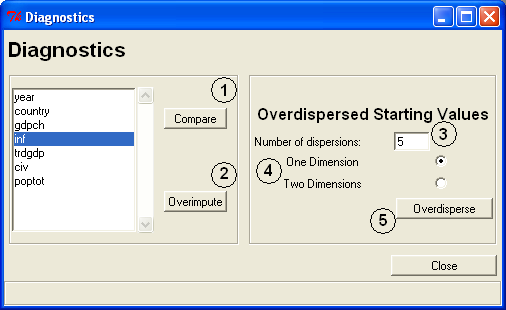 Diagnostics
Diagnostics
year
country
gdpch
inf
trdgdp
civ
poptot
1
Compare
2
Overimpute
Overdispersed Starting Values
Number of dispersions: 5 3
4 One Dimension
Two Dimensions
5 Overdisperse
Close